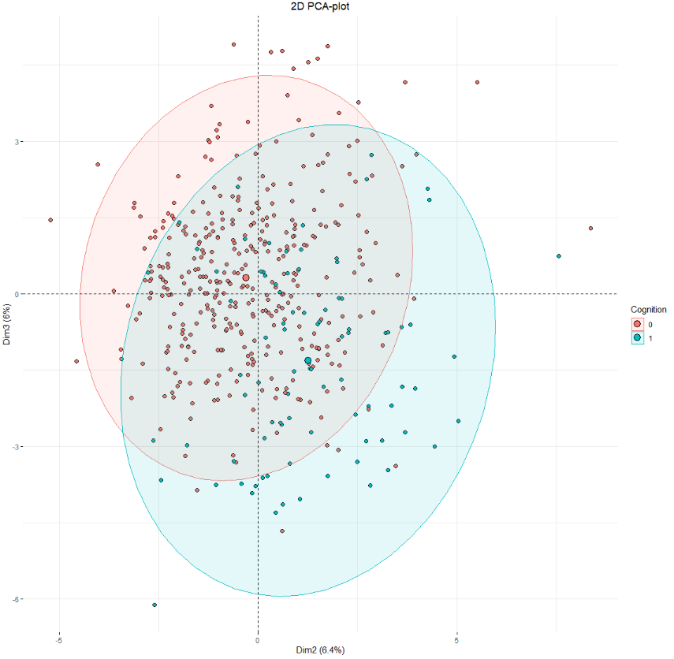 2D PCA-plot
Dim3 (6%)
3
0
-3
-6
-5
0
5
Dim2 (6.4%)
Cognition
0
1